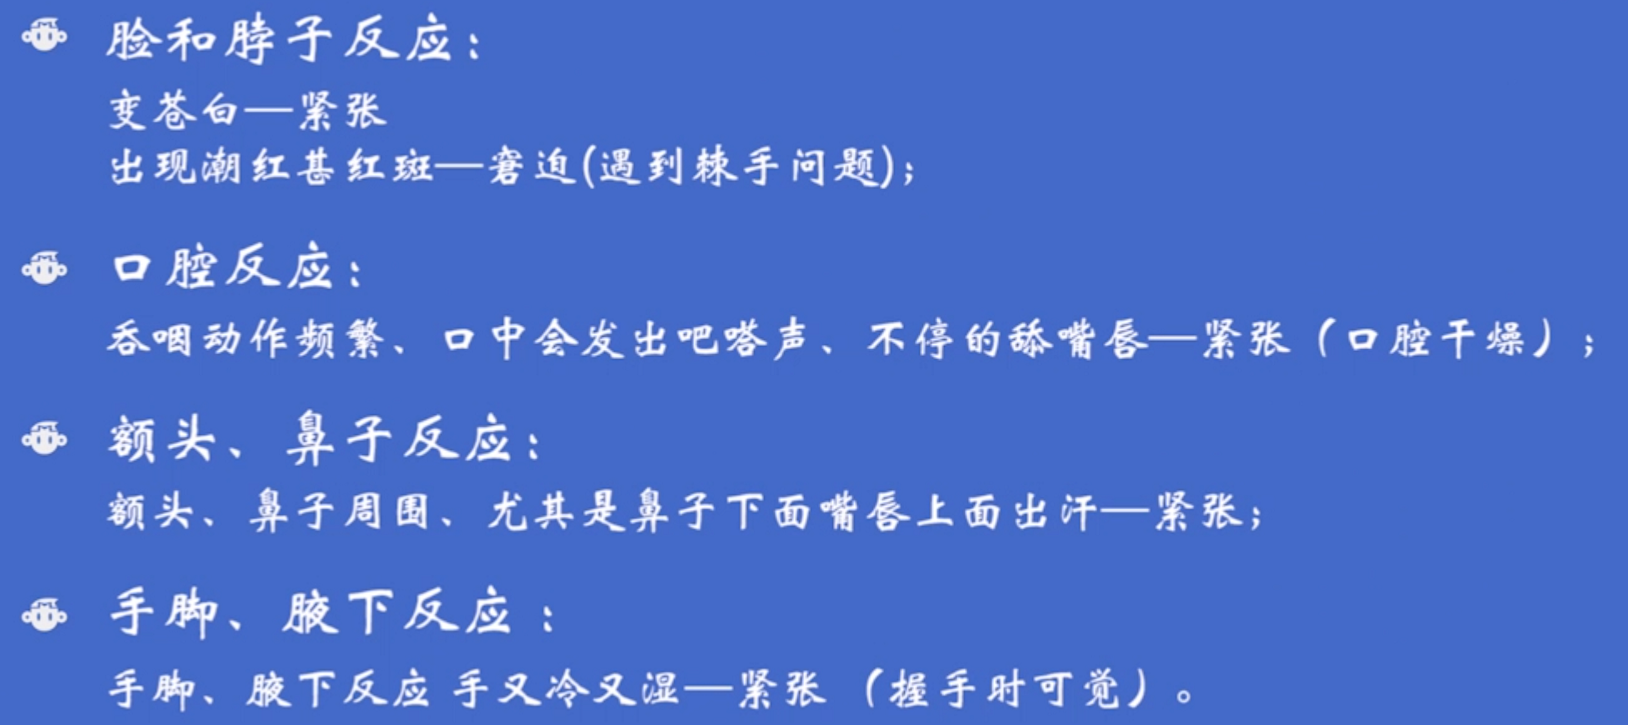 脸和脖子反应：
变苍白—紧张
出现潮红甚红斑—窘迫(遇到棘手问题)；
口腔反应：
吞咽动作频繁、口中会发出吧嗒声、不停的舔嘴唇—紧张（口腔干燥）；
额头、鼻子反应：
额头、鼻子周围、尤其是鼻子下面嘴唇上面出汗—紧张；
手脚、腋下反应：
手脚、腋下反应 手又冷又湿—紧张（握手时可觉）。